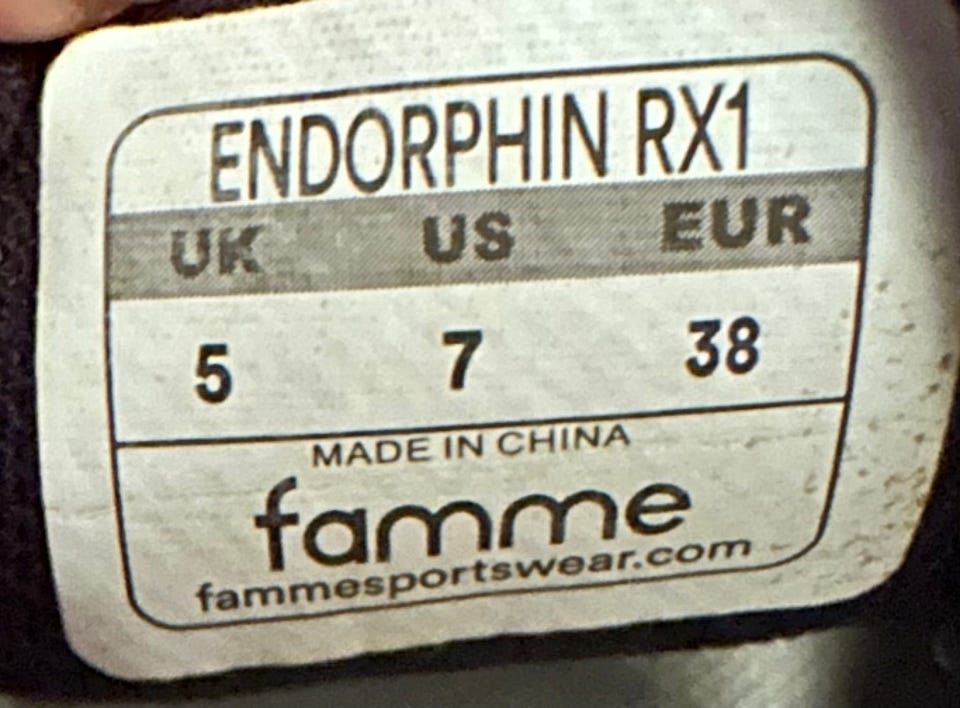 ENDORPHIN RX1
UK US EUR
5 7 38
MADE IN CHINA
famme
fammesportswear.com